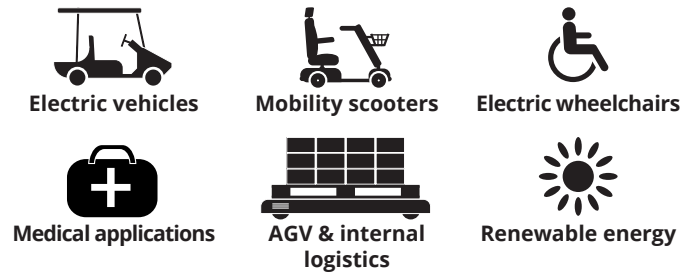 Electric vehicles
Mobility scooters
Electric wheelchairs
Medical applications
AGV & internal
logistics
Renewable energy